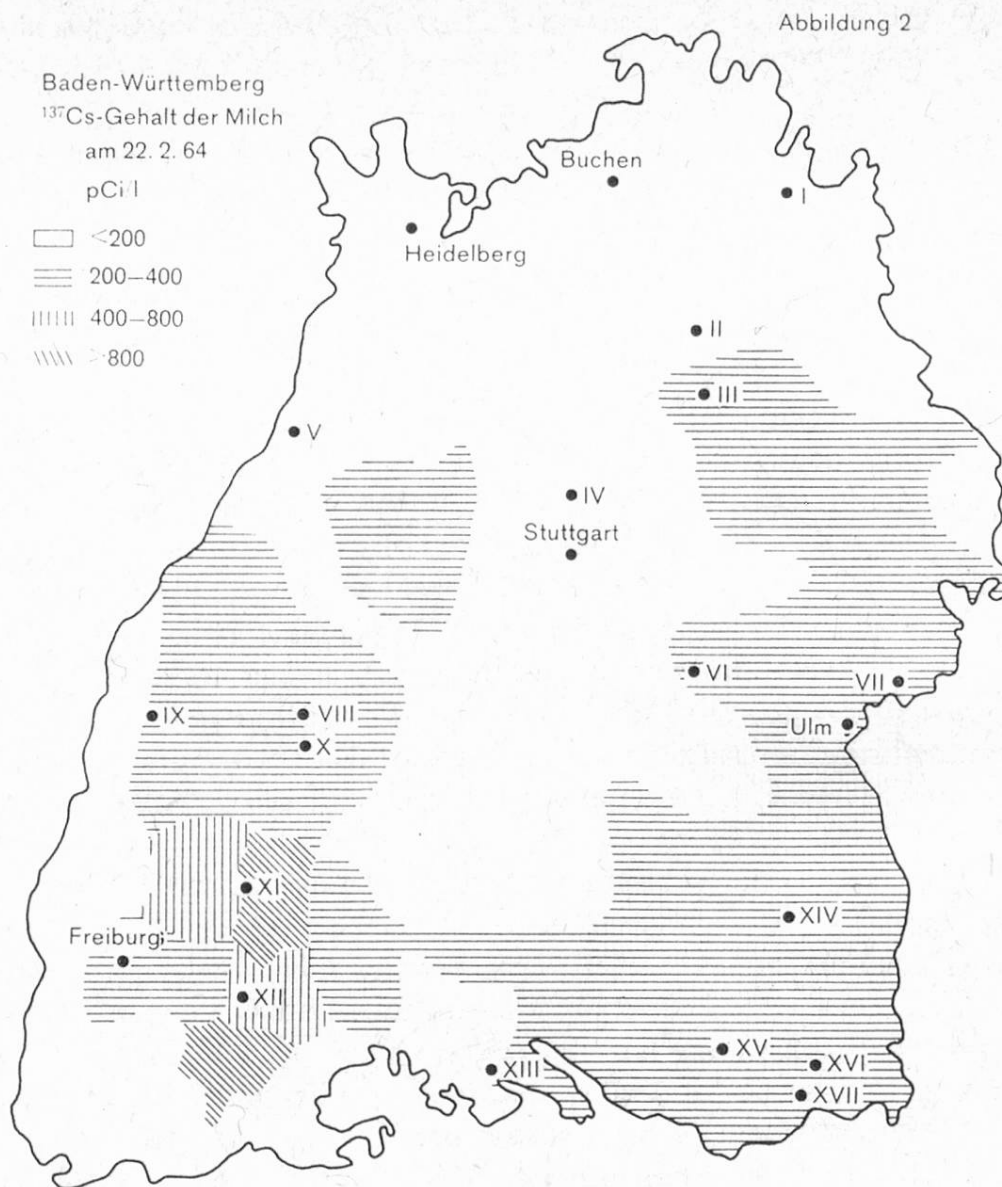 Abbildung 2
Baden-Württemberg
¹³⁷Cs-Gehalt der Milch
am 22. 2. 64
pCi/l
<200
200—400
400—800
>800
Buchen
I
Heidelberg
II
III
V
IV
Stuttgart
VI
VII
IX
VIII
Ulm
X
XI
XIV
Freiburg
XII
XV
XIII
XVI
XVII